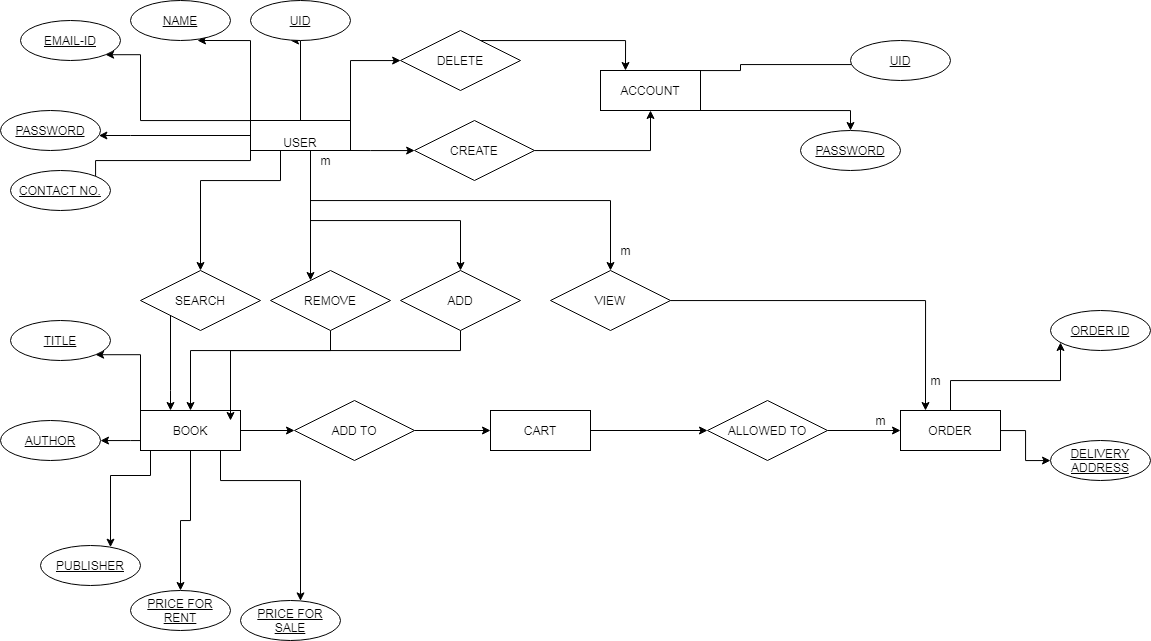 NAME
UID
EMAIL-ID
DELETE
UID
ACCOUNT
PASSWORD
USER
CREATE
PASSWORD
m
CONTACT NO.
m
SEARCH
REMOVE
ADD
VIEW
TITLE
ORDER ID
m
AUTHOR
BOOK
ADD TO
CART
ALLOWED TO
m
ORDER
DELIVERY
ADDRESS
PUBLISHER
PRICE FOR
RENT
PRICE FOR
SALE